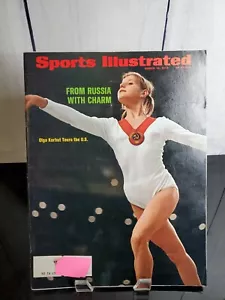 Sports Illustrated
FROM RUSSIA
WITH CHARM
Olga Korbut Tours the U.S.